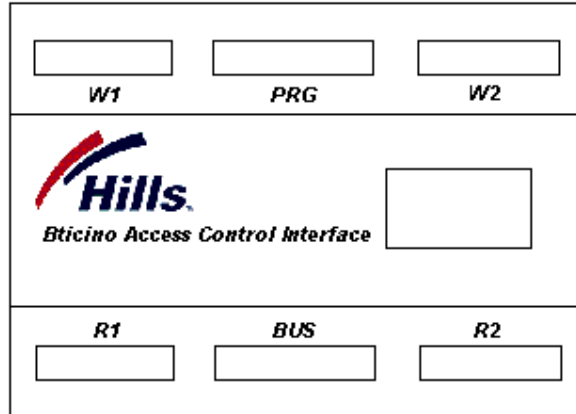 W1 PRG W2
Hills
Bticino Access Control Interface
R1 BUS R2